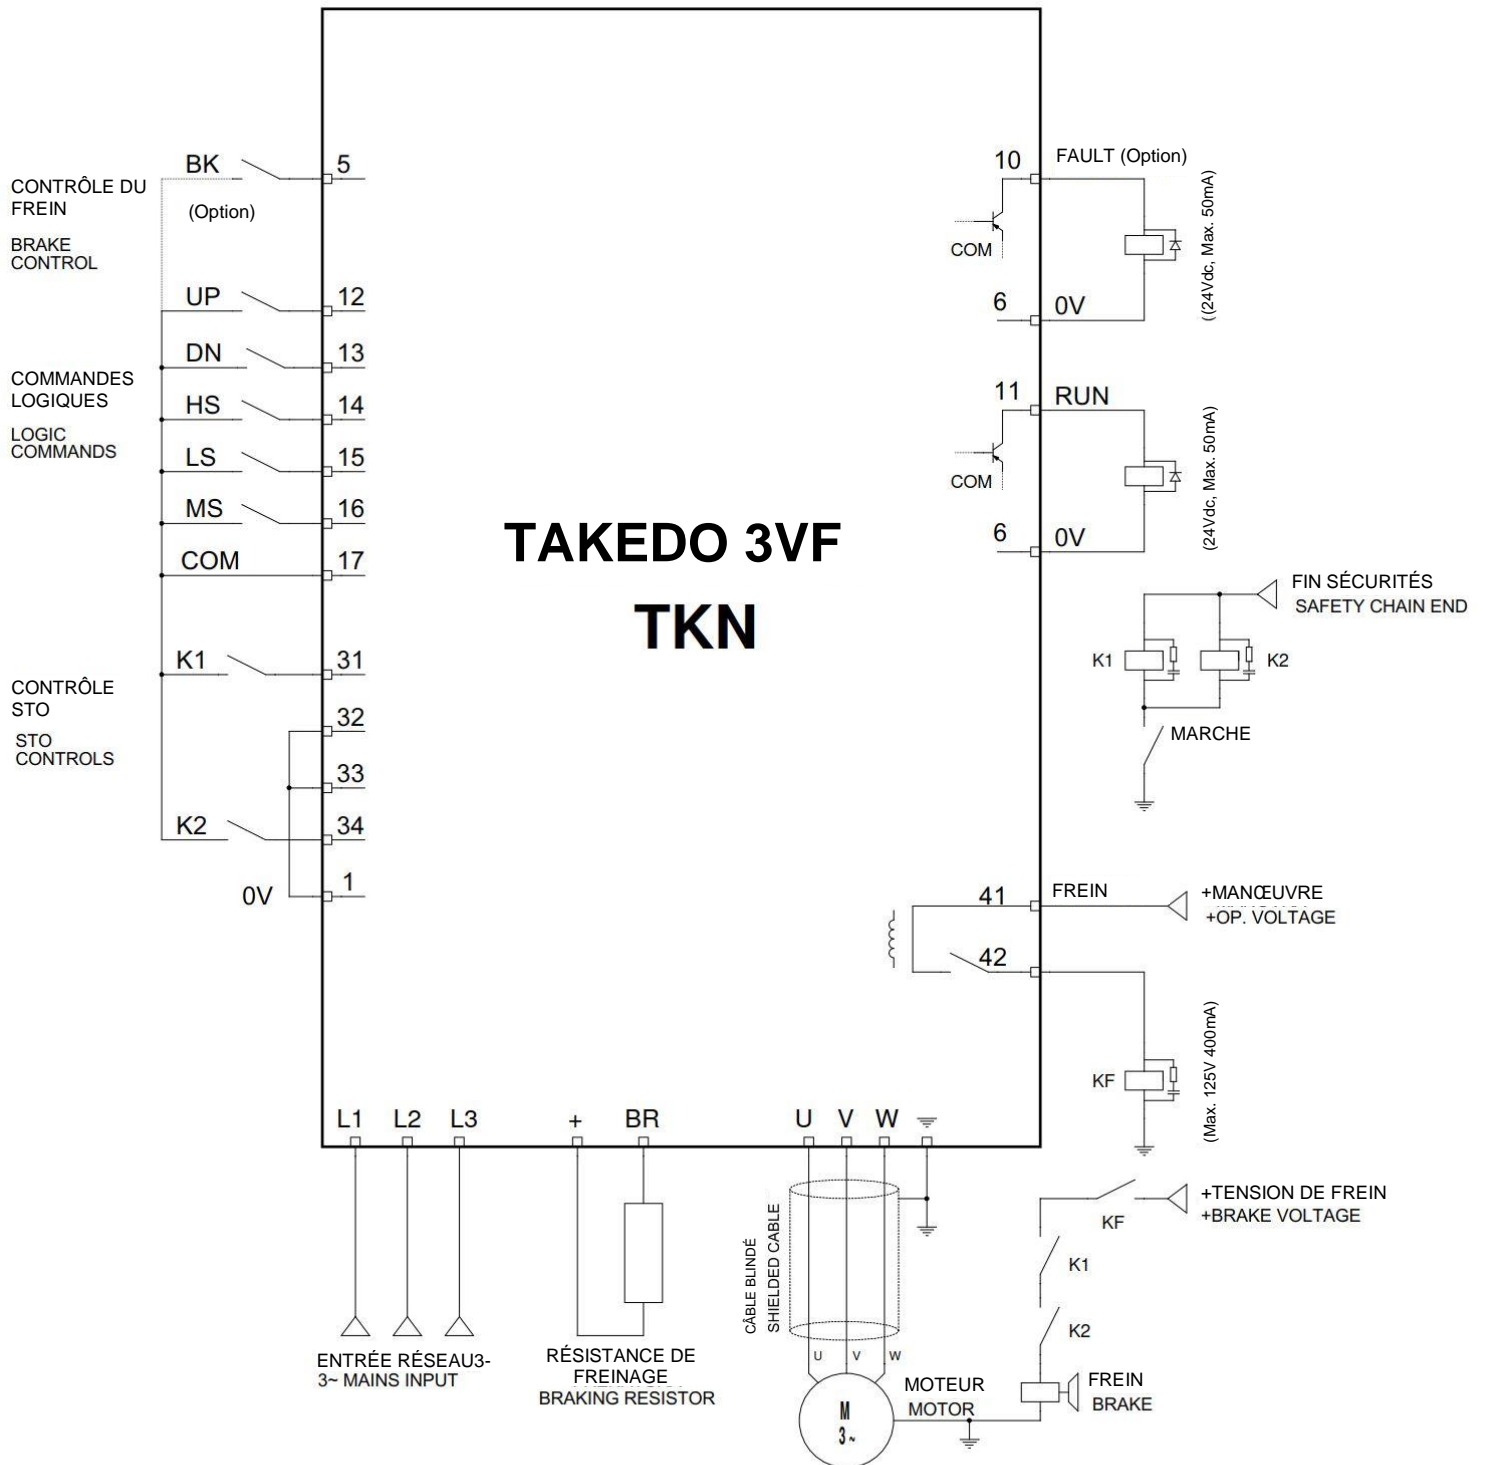 CONTRÔLE DU
FREIN
BRAKE
CONTROL
BK
(Option)
5
UP
12
DN
13
COMMANDES
LOGIQUES
LOGIC
COMMANDS
HS
14
LS
15
MS
16
COM
17
K1
31
CONTRÔLE
STO
STO
CONTROLS
32
33
K2
34
0V
1
TAKEDO 3VF
TKN
10
FAULT (Option)
COM
6
0V
((24Vdc, Max. 50mA)
11
RUN
COM
6
0V
(24Vdc, Max. 50mA)
FIN SÉCURITÉS
SAFETY CHAIN END
K1
K2
MARCHE
41
FREIN
+MANŒUVRE
+OP. VOLTAGE
42
KF
(Max. 125V 400mA)
L1
L2
L3
+
BR
U
V
W
+TENSION DE FREIN
+BRAKE VOLTAGE
KF
K1
K2
CÂBLE BLINDÉ
SHIELDED CABLE
ENTRÉE RÉSEAU3-
3~ MAINS INPUT
RÉSISTANCE DE
FREINAGE
BRAKING RESISTOR
U
V
W
M
3~
MOTEUR
MOTOR
FREIN
BRAKE